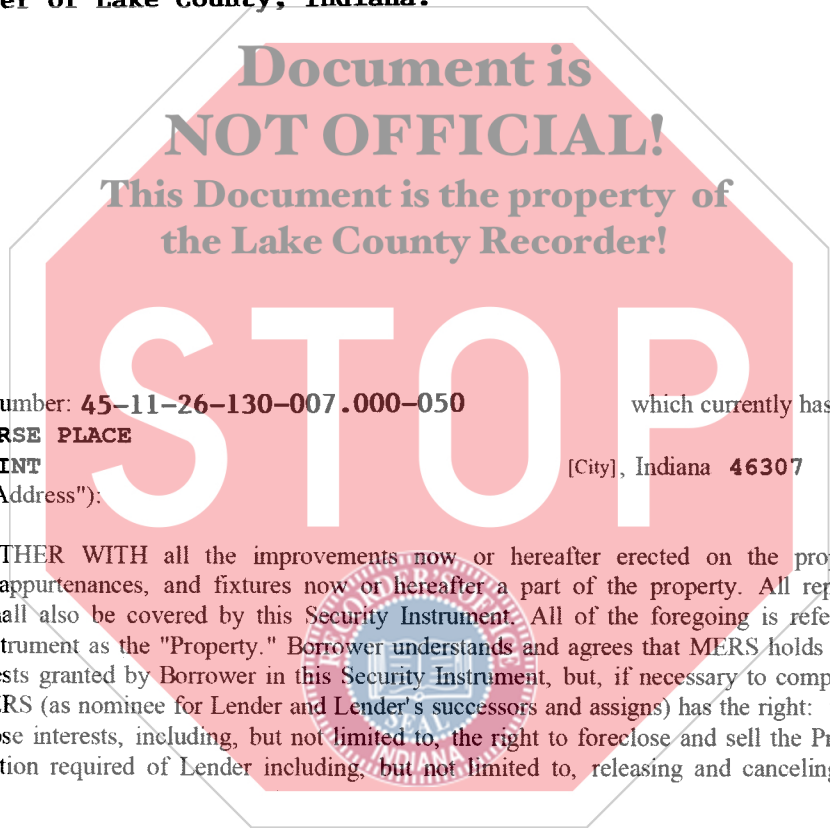 er of Lake County, Indiana.
Document is
NOT OFFICIAL!
This Document is the property of
the Lake County Recorder!
STOP
umber: 45-11-26-130-007.000-050 which currently has
RSE PLACE
INT [City], Indiana 46307
Address"):
THER WITH all the improvements now or hereafter erected on the pro
appurtenances, and fixtures now or hereafter a part of the property. All rep
all also be covered by this Security Instrument. All of the foregoing is refe
trument as the "Property." Borrower understands and agrees that MERS holds
sts granted by Borrower in this Security Instrument, but, if necessary to comp
RS (as nominee for Lender and Lender's successors and assigns) has the right:
ose interests, including, but not limited to, the right to foreclose and sell the Pr
tion required of Lender including, but not limited to, releasing and canceling
RECORDER'S OFFICE
SEAL
INDIANA